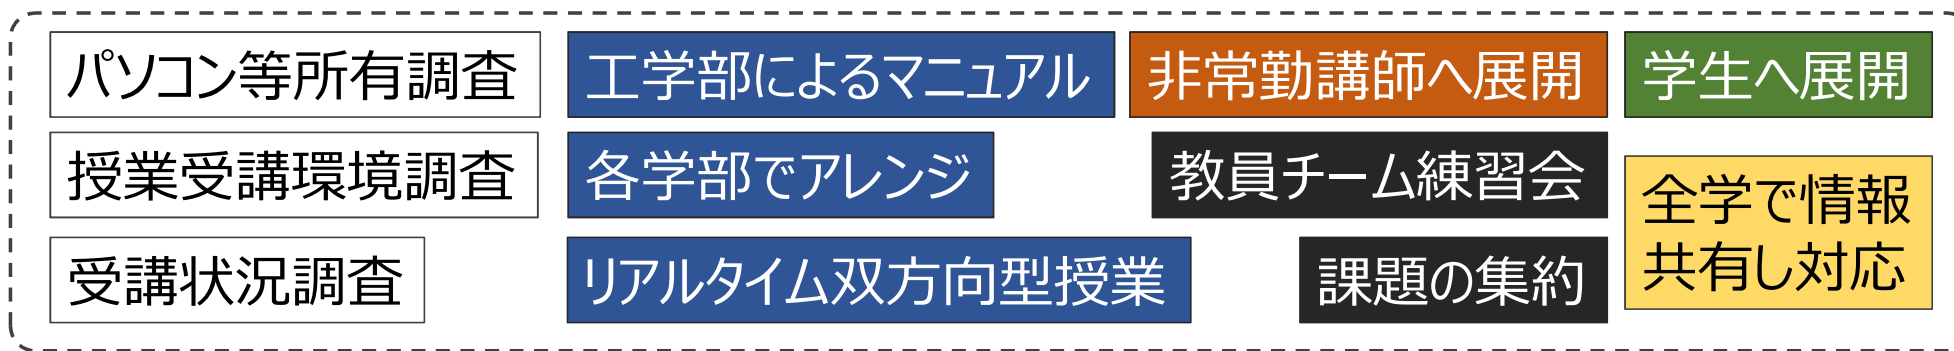 パソコン等所有調査
工学部によるマニュアル
非常勤講師へ展開
学生へ展開
授業受講環境調査
各学部でアレンジ
教員チーム練習会
全学で情報
共有し対応
受講状況調査
リアルタイム双方向型授業
課題の集約